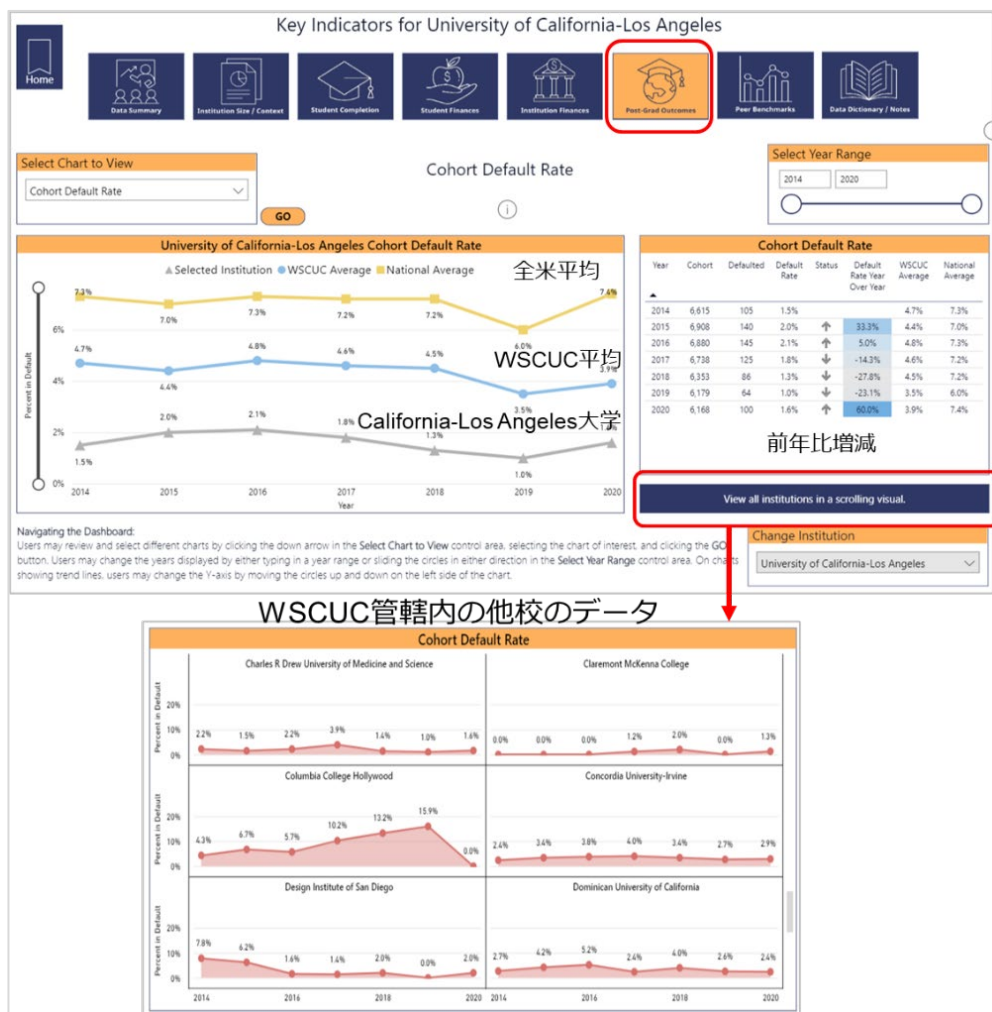 Key Indicators for University of California-Los Angeles
Home
Data Summary
Institution Size / Context
Student Completion
Student Finances
Institution Finances
Post-Grad Outcomes
Peer Benchmarks
Data Dictionary / Notes
Select Chart to View
Cohort Default Rate
GO
Cohort Default Rate
Select Year Range
2014 2020
University of California-Los Angeles Cohort Default Rate
Selected Institution WSCUC Average National Average
全米平均
7.3% 7.0% 7.3% 7.2% 7.2% 6.0% 7.4%
WSCUC平均
4.7% 4.4% 4.8% 4.6% 4.5% 3.5% 3.9%
California-Los Angeles大学
1.5% 2.0% 2.1% 1.8% 1.3% 1.0%
Percent in Default
6%
4%
2%
0%
2014 2015 2016 2017 2018 2019 2020
Year
Cohort Default Rate
Year Cohort Defaulted Default Rate Status Default Rate Year Over Year WSCUC Average National Average
2014 6,615 105 1.5% 4.7% 7.3%
2015 6,908 140 2.0% 33.3% 4.4% 7.0%
2016 6,880 145 2.1% 5.0% 4.8% 7.3%
2017 6,738 125 1.8% -14.3% 4.6% 7.2%
2018 6,353 86 1.3% -27.8% 4.5% 7.2%
2019 6,179 64 1.0% -23.1% 3.5% 6.0%
2020 6,168 100 1.6% 60.0% 3.9% 7.4%
前年比増減
View all institutions in a scrolling visual.
Navigating the Dashboard:
Users may review and select different charts by clicking the down arrow in the Select Chart to View control area, selecting the chart of interest, and clicking the GO
button. Users may change the years displayed by either typing in a year range or sliding the circles in either direction in the Select Year Range control area. On charts
showing trend lines, users may change the Y-axis by moving the circles up and down on the left side of the chart.
Change Institution
University of California-Los Angeles
WSCUC管轄内の他校のデータ
Cohort Default Rate
Charles R Drew University of Medicine and Science
Percent in Default
20%
10%
0%
2.2% 1.5% 2.2% 3.9% 1.4% 1.0% 1.6%
Claremont McKenna College
0.0% 0.0% 0.0% 1.2% 2.0% 0.0% 1.3%
Columbia College Hollywood
Percent in Default
20%
10%
0%
4.3% 6.7% 5.7% 10.2% 13.2% 15.9% 0.0%
Concordia University-Irvine
2.4% 3.4% 3.8% 4.0% 3.4% 2.7% 2.9%
Design Institute of San Diego
Percent in Default
20%
10%
0%
7.8% 6.2% 1.6% 1.4% 2.0% 0.0% 2.0%
Dominican University of California
2.7% 4.2% 5.2% 2.4% 4.0% 2.6% 2.4%
2014 2016 2018 2020 2014 2016 2018 2020